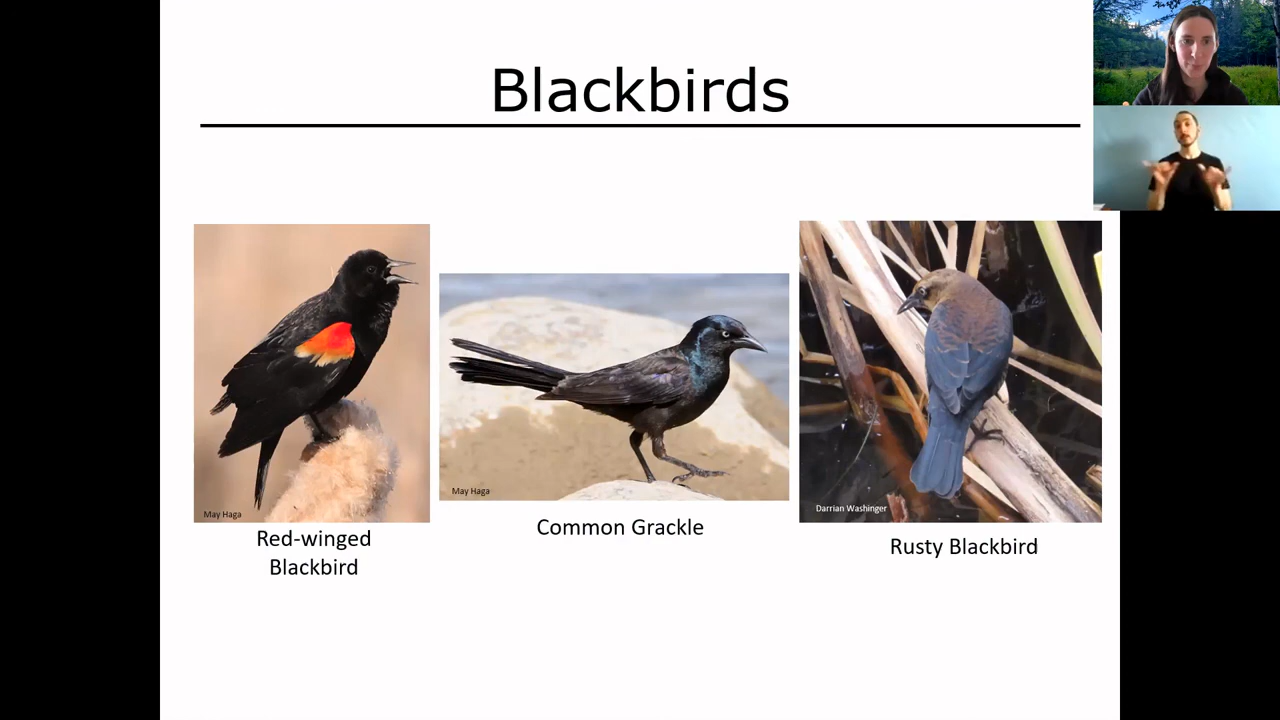 Blackbirds
May Haga
Red-winged
Blackbird
May Haga
Common Grackle
Darrian Washinger
Rusty Blackbird